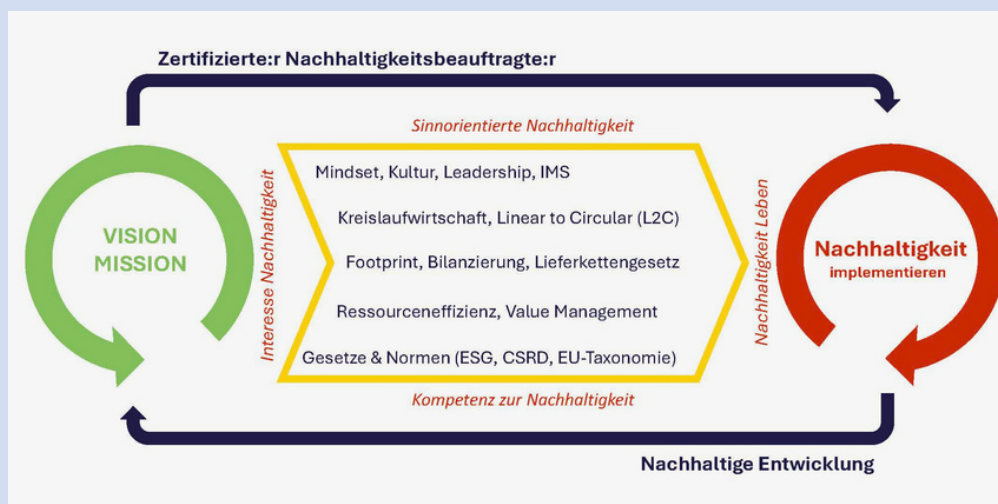 Zertifizierte:r Nachhaltigkeitsbeauftragte:r
Sinnorientierte Nachhaltigkeit
VISION
MISSION
Interesse Nachhaltigkeit
Mindset, Kultur, Leadership, IMS
Kreislaufwirtschaft, Linear to Circular (L2C)
Footprint, Bilanzierung, Lieferkettengesetz
Ressourceneffizienz, Value Management
Gesetze & Normen (ESG, CSRD, EU-Taxonomie)
Nachhaltigkeit Leben
Nachhaltigkeit
implementieren
Kompetenz zur Nachhaltigkeit
Nachhaltige Entwicklung